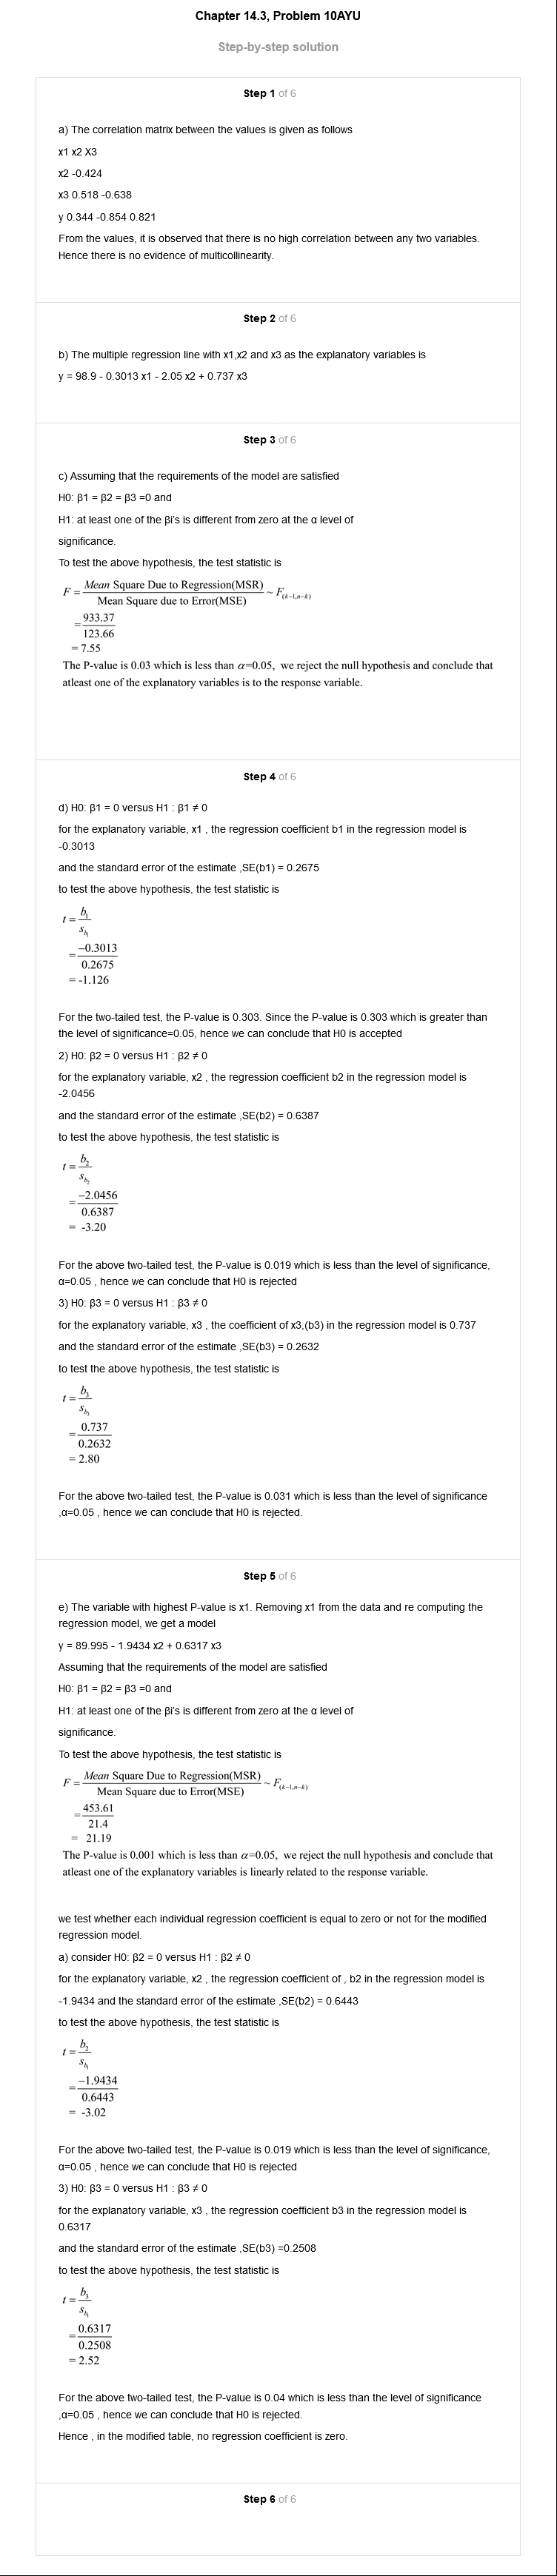 Chapter 14.3, Problem 10AYU
Step-by-step solution
Step 1 of 6
a) The correlation matrix between the values is given as follows
x1 x2 X3
x2 -0.424
x3 0.518 -0.638
y 0.344 -0.854 0.821
From the values, it is observed that there is no high correlation between any two variables.
Hence there is no evidence of multicollinearity.
Step 2 of 6
b) The multiple regression line with x1,x2 and x3 as the explanatory variables is
y = 98.9 - 0.3013 x1 - 2.05 x2 + 0.737 x3
Step 3 of 6
c) Assuming that the requirements of the model are satisfied
H0: β1 = β2 = β3 =0 and
H1: at least one of the βi's is different from zero at the α level of
significance.
To test the above hypothesis, the test statistic is
F = Mean Square Due to Regression(MSR) / Mean Square due to Error(MSE) ~ F(k−1,n−k)
= 933.37 / 123.66
= 7.55
The P-value is 0.03 which is less than α=0.05, we reject the null hypothesis and conclude that
atleast one of the explanatory variables is to the response variable.
Step 4 of 6
d) H0: β1 = 0 versus H1 : β1 ≠ 0
for the explanatory variable, x1 , the regression coefficient b1 in the regression model is
-0.3013
and the standard error of the estimate ,SE(b1) = 0.2675
to test the above hypothesis, the test statistic is
t = b1 / sb1
= −0.3013 / 0.2675
= -1.126
For the two-tailed test, the P-value is 0.303. Since the P-value is 0.303 which is greater than
the level of significance=0.05, hence we can conclude that H0 is accepted
2) H0: β2 = 0 versus H1 : β2 ≠ 0
for the explanatory variable, x2 , the regression coefficient b2 in the regression model is
-2.0456
and the standard error of the estimate ,SE(b2) = 0.6387
to test the above hypothesis, the test statistic is
t = b2 / sb2
= −2.0456 / 0.6387
= -3.20
For the above two-tailed test, the P-value is 0.019 which is less than the level of significance,
α=0.05 , hence we can conclude that H0 is rejected
3) H0: β3 = 0 versus H1 : β3 ≠ 0
for the explanatory variable, x3 , the coefficient of x3,(b3) in the regression model is 0.737
and the standard error of the estimate ,SE(b3) = 0.2632
to test the above hypothesis, the test statistic is
t = b3 / sb3
= 0.737 / 0.2632
= 2.80
For the above two-tailed test, the P-value is 0.031 which is less than the level of significance
,α=0.05 , hence we can conclude that H0 is rejected.
Step 5 of 6
e) The variable with highest P-value is x1. Removing x1 from the data and re computing the
regression model, we get a model
y = 89.995 - 1.9434 x2 + 0.6317 x3
Assuming that the requirements of the model are satisfied
H0: β1 = β2 = β3 =0 and
H1: at least one of the βi's is different from zero at the α level of
significance.
To test the above hypothesis, the test statistic is
F = Mean Square Due to Regression(MSR) / Mean Square due to Error(MSE) ~ F(k−1,n−k)
= 453.61 / 21.4
= 21.19
The P-value is 0.001 which is less than α=0.05, we reject the null hypothesis and conclude that
atleast one of the explanatory variables is linearly related to the response variable.
we test whether each individual regression coefficient is equal to zero or not for the modified
regression model.
a) consider H0: β2 = 0 versus H1 : β2 ≠ 0
for the explanatory variable, x2 , the regression coefficient of , b2 in the regression model is
-1.9434 and the standard error of the estimate ,SE(b2) = 0.6443
to test the above hypothesis, the test statistic is
t = b2 / sb1
= −1.9434 / 0.6443
= -3.02
For the above two-tailed test, the P-value is 0.019 which is less than the level of significance,
α=0.05 , hence we can conclude that H0 is rejected
3) H0: β3 = 0 versus H1 : β3 ≠ 0
for the explanatory variable, x3 , the regression coefficient b3 in the regression model is
0.6317
and the standard error of the estimate ,SE(b3) =0.2508
to test the above hypothesis, the test statistic is
t = b3 / sb1
= 0.6317 / 0.2508
= 2.52
For the above two-tailed test, the P-value is 0.04 which is less than the level of significance
,α=0.05 , hence we can conclude that H0 is rejected.
Hence , in the modified table, no regression coefficient is zero.
Step 6 of 6